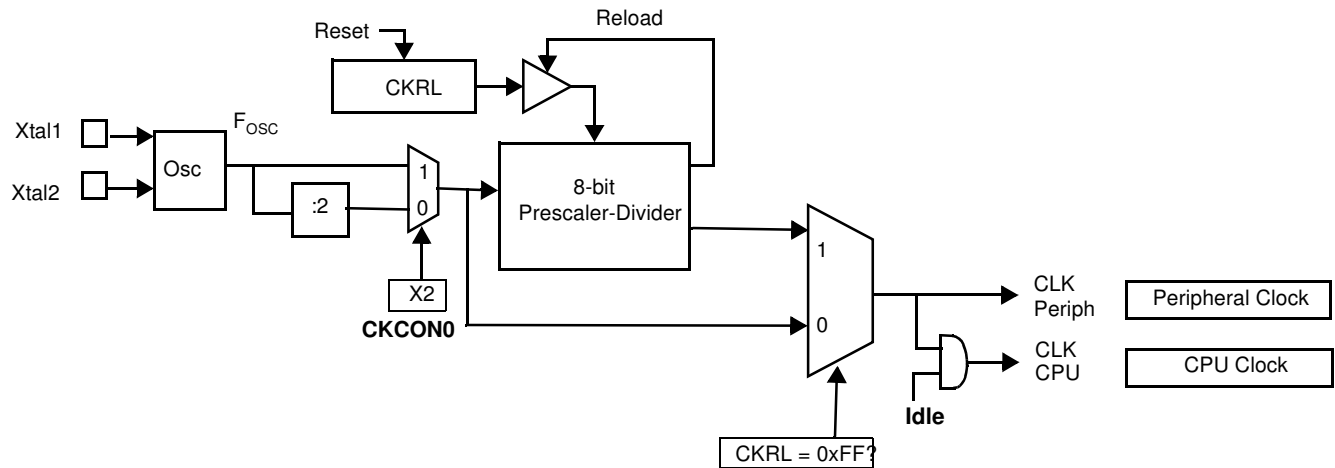 Reload
Reset
CKRL
Xtal1
FOSC
Osc
Xtal2
:2
1
0
8-bit
Prescaler-Divider
X2
CKCON0
1
0
CLK
Periph
Peripheral Clock
CLK
CPU
CPU Clock
Idle
CKRL = 0xFF?